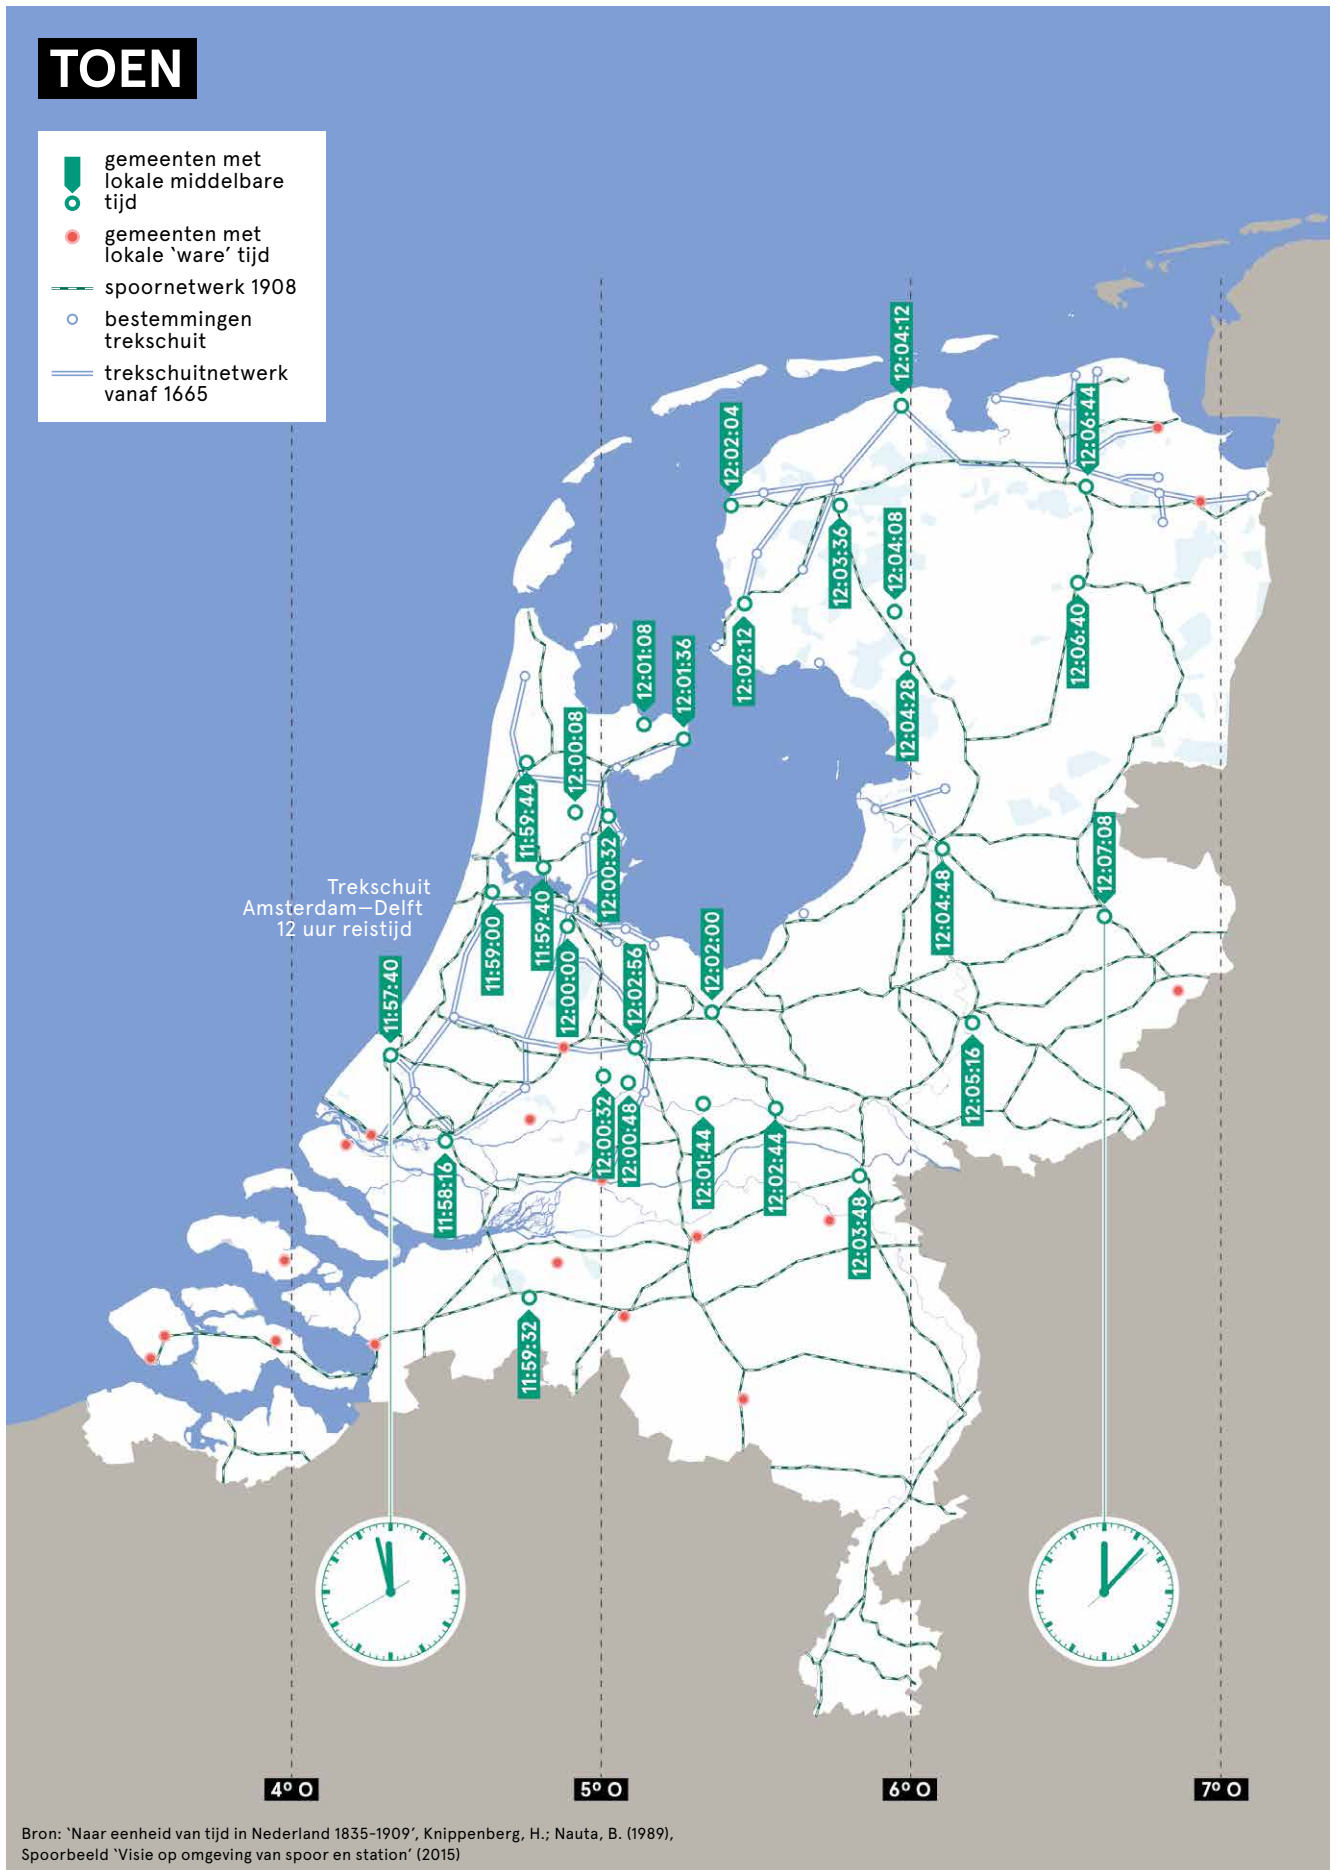 TOEN
gemeenten met
lokale middelbare
tijd
gemeenten met
lokale ‘ware’ tijd
spoornetwerk 1908
bestemmingen
trekschuit
trekschuitnetwerk
vanaf 1665
12:04:12
12:02:04
12:06:44
12:03:36
12:04:08
12:02:12
12:06:40
12:01:08
12:01:36
12:04:28
12:00:08
11:59:44
12:00:32
12:07:08
12:04:48
Trekschuit
Amsterdam—Delft
12 uur reistijd
11:59:00
11:59:40
12:00:00
12:02:00
12:02:56
11:57:40
12:05:16
12:00:32
12:00:48
12:01:44
12:02:44
11:58:16
12:03:48
11:59:32
4º O
5º O
6º O
7º O
Bron: ‘Naar eenheid van tijd in Nederland 1835-1909’, Knippenberg, H.; Nauta, B. (1989),
Spoorbeeld ‘Visie op omgeving van spoor en station’ (2015)